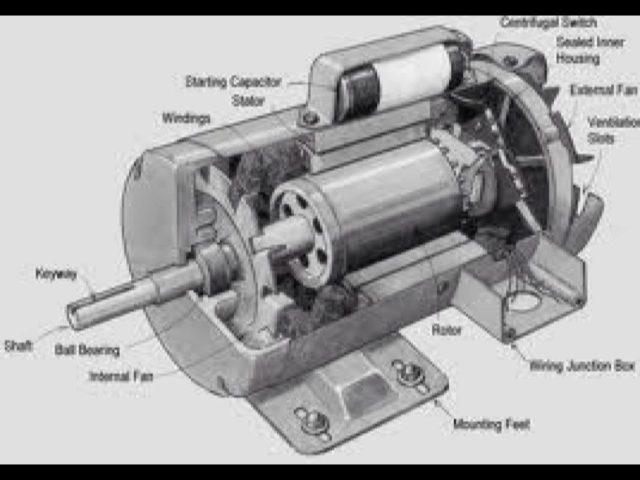 Centrifugal Switch
Sealed Inner
Housing
Starting Capacitor
External Fan
Stator
Windings
Ventilation
Slots
Keyway
Rotor
Shaft
Ball Bearing
Wiring Junction Box
Internal Fan
Mounting Feet